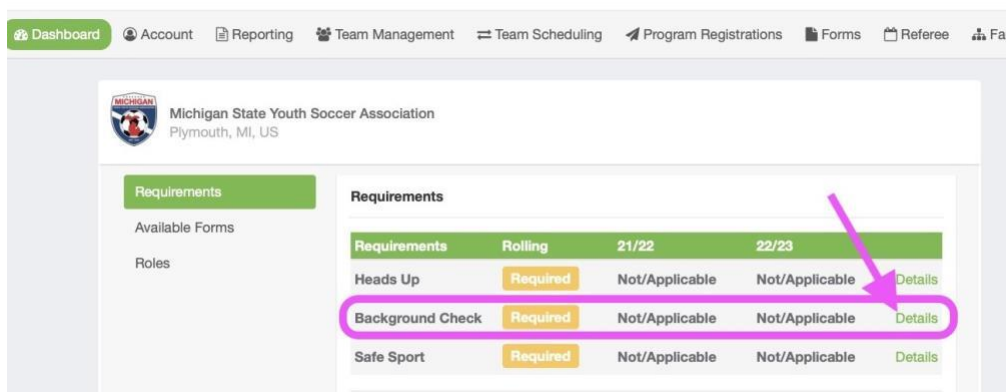 Dashboard Account Reporting Team Management Team Scheduling Program Registrations Forms Referee Fa
MICHIGAN
Michigan State Youth Soccer Association
Plymouth, MI, US
Requirements
Available Forms
Roles
Requirements
Requirements Rolling 21/22 22/23
Heads Up Required Not/Applicable Not/Applicable Details
Background Check Required Not/Applicable Not/Applicable Details
Safe Sport Required Not/Applicable Not/Applicable Details